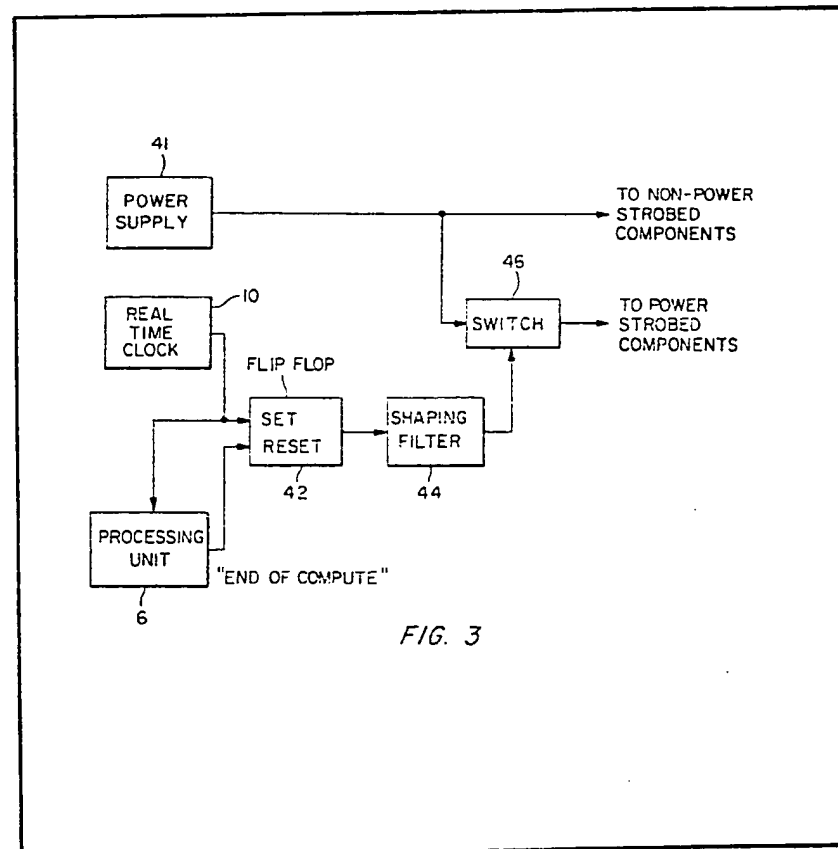 41
POWER
SUPPLY
TO NON-POWER
STROBED
COMPONENTS
46
SWITCH
TO POWER
STROBED
COMPONENTS
10
REAL
TIME
CLOCK
FLIP FLOP
SET
RESET
42
SHAPING
FILTER
44
PROCESSING
UNIT
6
"END OF COMPUTE"
FIG. 3